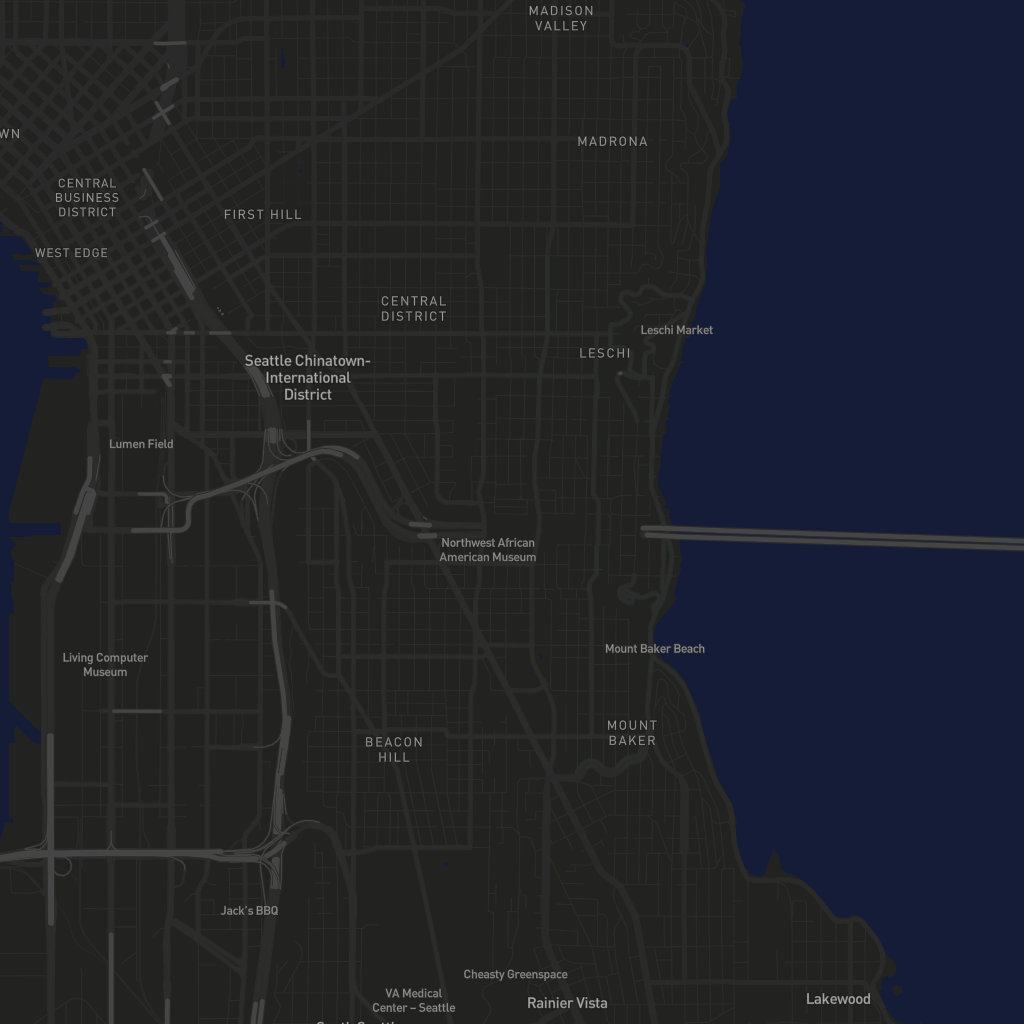 MADISON
VALLEY
WN
MADRONA
CENTRAL
BUSINESS
DISTRICT
FIRST HILL
WEST EDGE
CENTRAL
DISTRICT
Leschi Market
LESCHI
Seattle Chinatown-
International
District
Lumen Field
Northwest African
American Museum
Mount Baker Beach
Living Computer
Museum
MOUNT
BAKER
BEACON
HILL
Jack's BBQ
Cheasty Greenspace
VA Medical
Center – Seattle
Rainier Vista
Lakewood